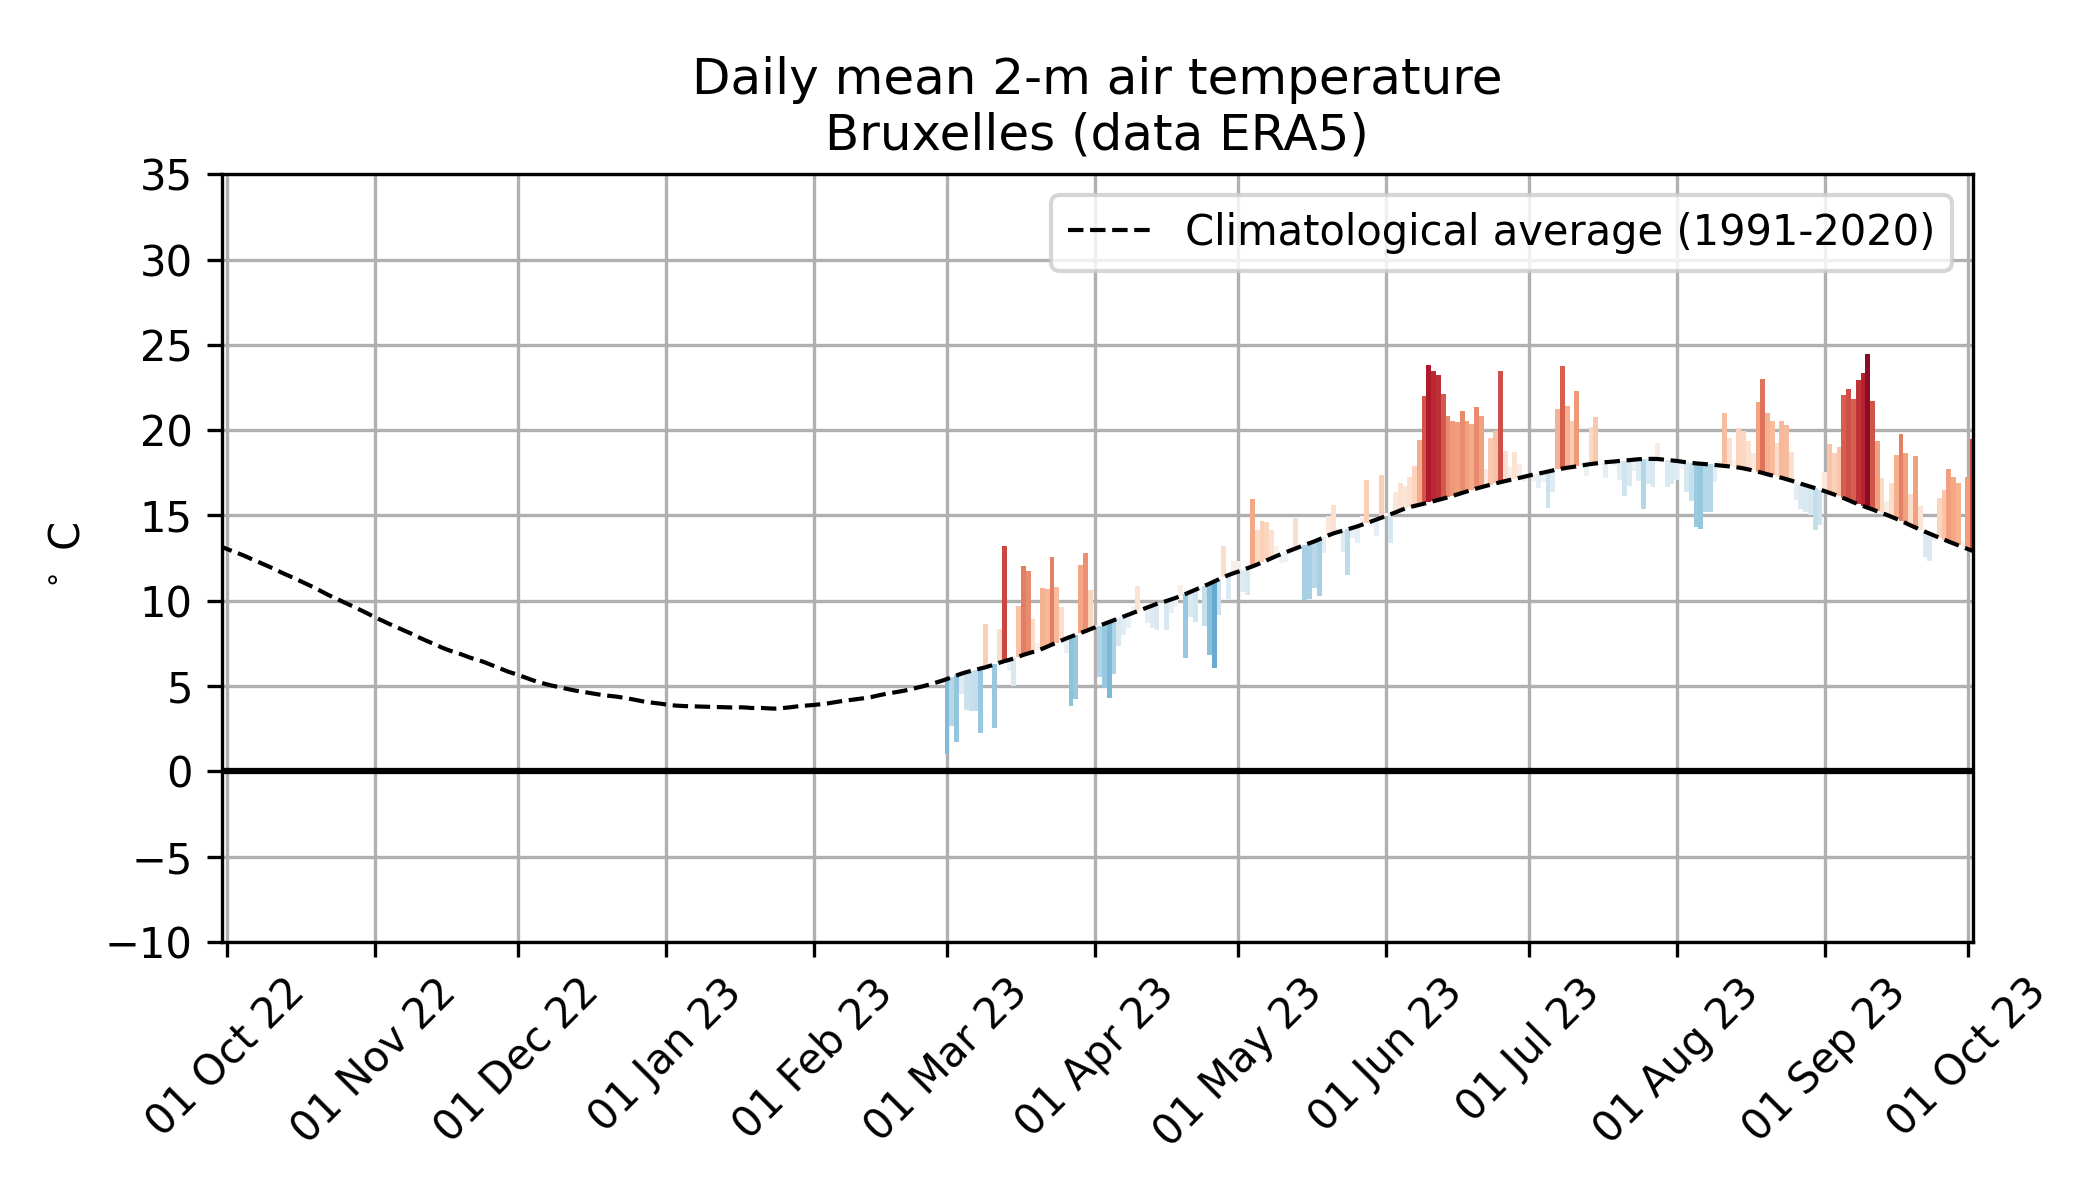 Daily mean 2-m air temperature
Bruxelles (data ERA5)
Climatological average (1991-2020)
° C
35
30
25
20
15
10
5
0
−5
−10
01 Oct 22
01 Nov 22
01 Dec 22
01 Jan 23
01 Feb 23
01 Mar 23
01 Apr 23
01 May 23
01 Jun 23
01 Jul 23
01 Aug 23
01 Sep 23
01 Oct 23